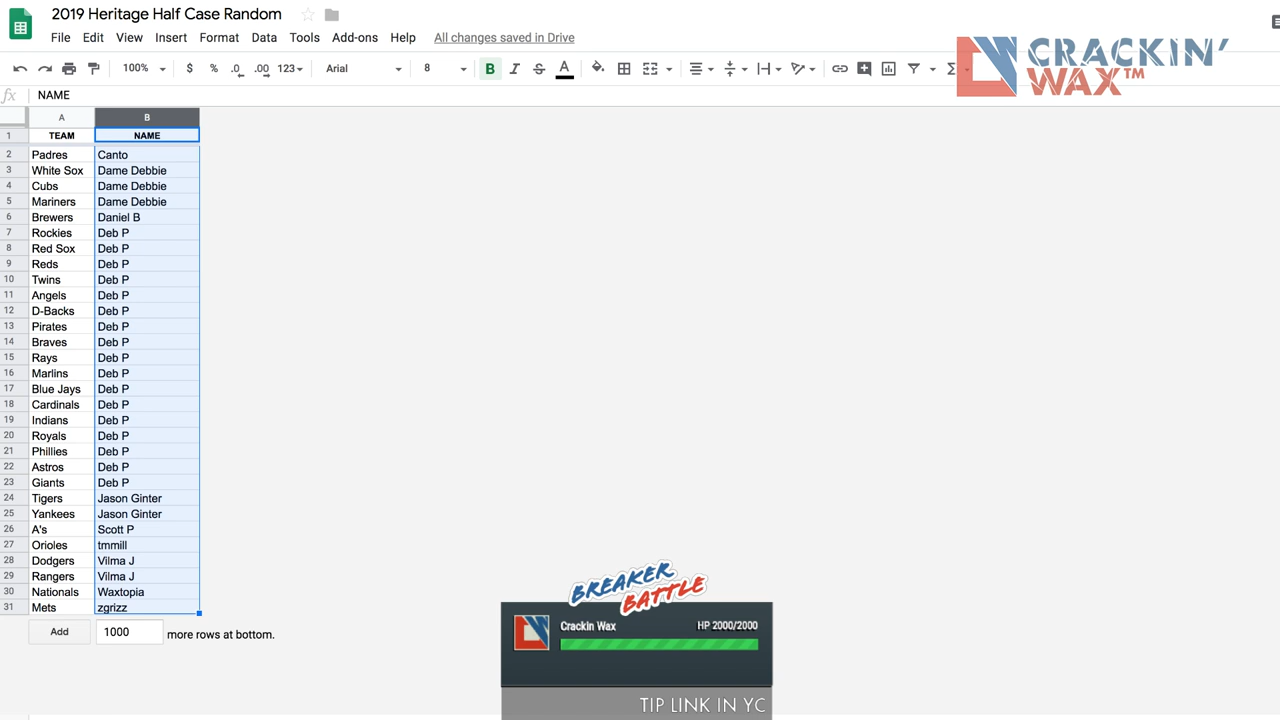 2019 Heritage Half Case Random
File Edit View Insert Format Data Tools Add-ons Help All changes saved in Drive
100% $ % .0 .00 123 Arial 8 B I S A Σ
CRACKIN'
WAX™
fx NAME
A B
1 TEAM NAME
2 Padres Canto
3 White Sox Dame Debbie
4 Cubs Dame Debbie
5 Mariners Dame Debbie
6 Brewers Daniel B
7 Rockies Deb P
8 Red Sox Deb P
9 Reds Deb P
10 Twins Deb P
11 Angels Deb P
12 D-Backs Deb P
13 Pirates Deb P
14 Braves Deb P
15 Rays Deb P
16 Marlins Deb P
17 Blue Jays Deb P
18 Cardinals Deb P
19 Indians Deb P
20 Royals Deb P
21 Phillies Deb P
22 Astros Deb P
23 Giants Deb P
24 Tigers Jason Ginter
25 Yankees Jason Ginter
26 A's Scott P
27 Orioles tmmill
28 Dodgers Vilma J
29 Rangers Vilma J
30 Nationals Waxtopia
31 Mets zgrizz
Add 1000 more rows at bottom.
BREAKER
BATTLE
Crackin Wax HP 2000/2000
TIP LINK IN YC